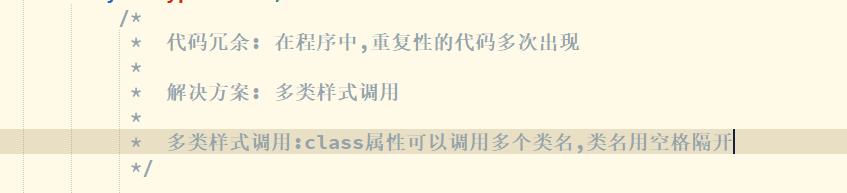 /*
* 代码冗余: 在程序中,重复性的代码多次出现
*
* 解决方案: 多类样式调用
*
* 多类样式调用:class属性可以调用多个类名,类名用空格隔开
*/